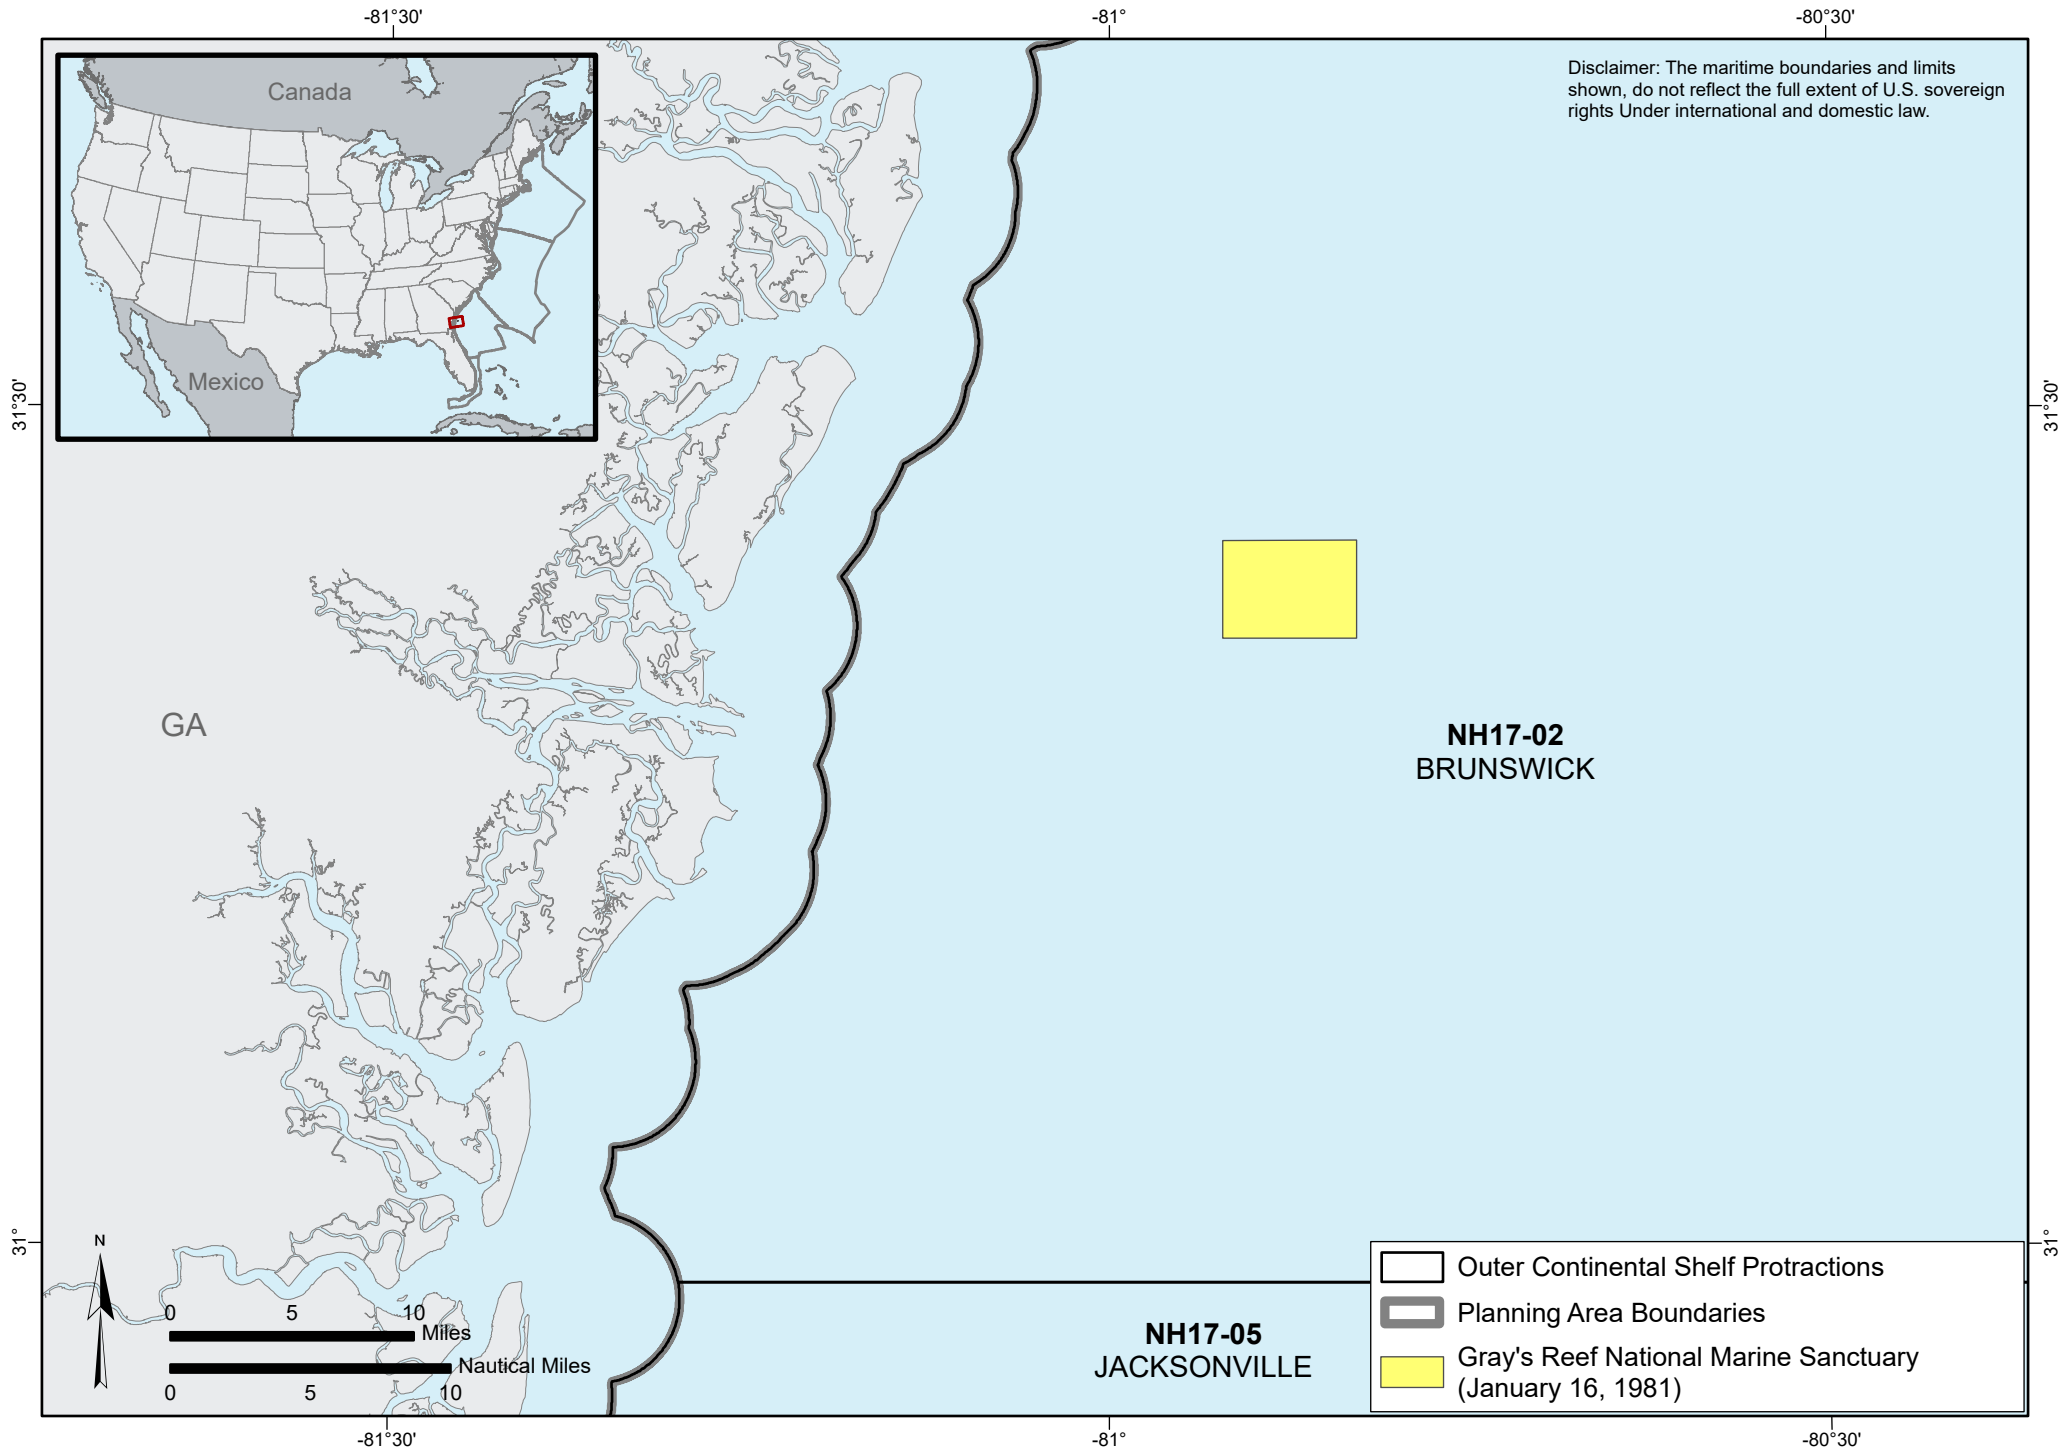 -81°30'
-81°
-80°30'
Disclaimer: The maritime boundaries and limits
shown, do not reflect the full extent of U.S. sovereign
rights Under international and domestic law.
Canada
Mexico
31°30'
31°30'
GA
NH17-02
BRUNSWICK
31°
31°
N
0 5 10
Miles
Nautical Miles
0 5 10
NH17-05
JACKSONVILLE
Outer Continental Shelf Protractions
Planning Area Boundaries
Gray's Reef National Marine Sanctuary
(January 16, 1981)
-81°30'
-81°
-80°30'